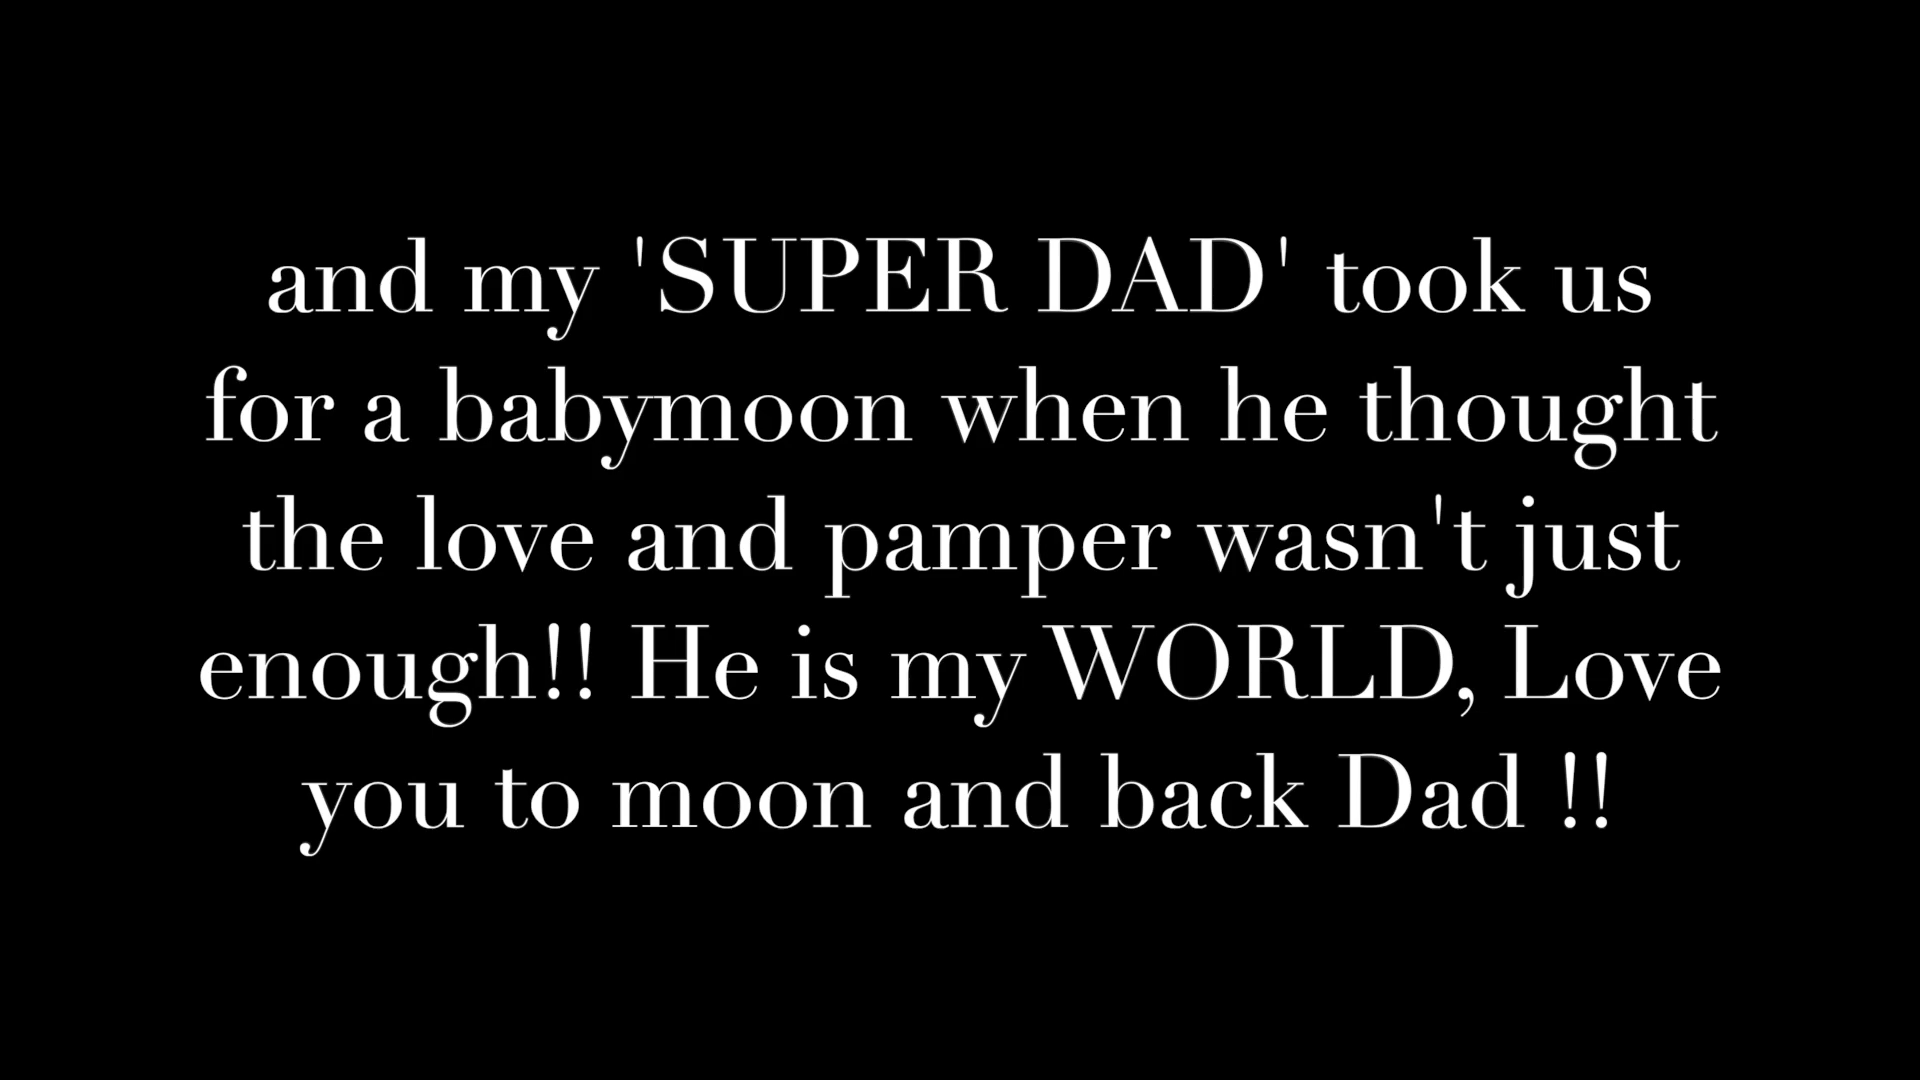 and my 'SUPER DAD' took us
for a babymoon when he thought
the love and pamper wasn't just
enough!! He is my WORLD, Love
you to moon and back Dad !!